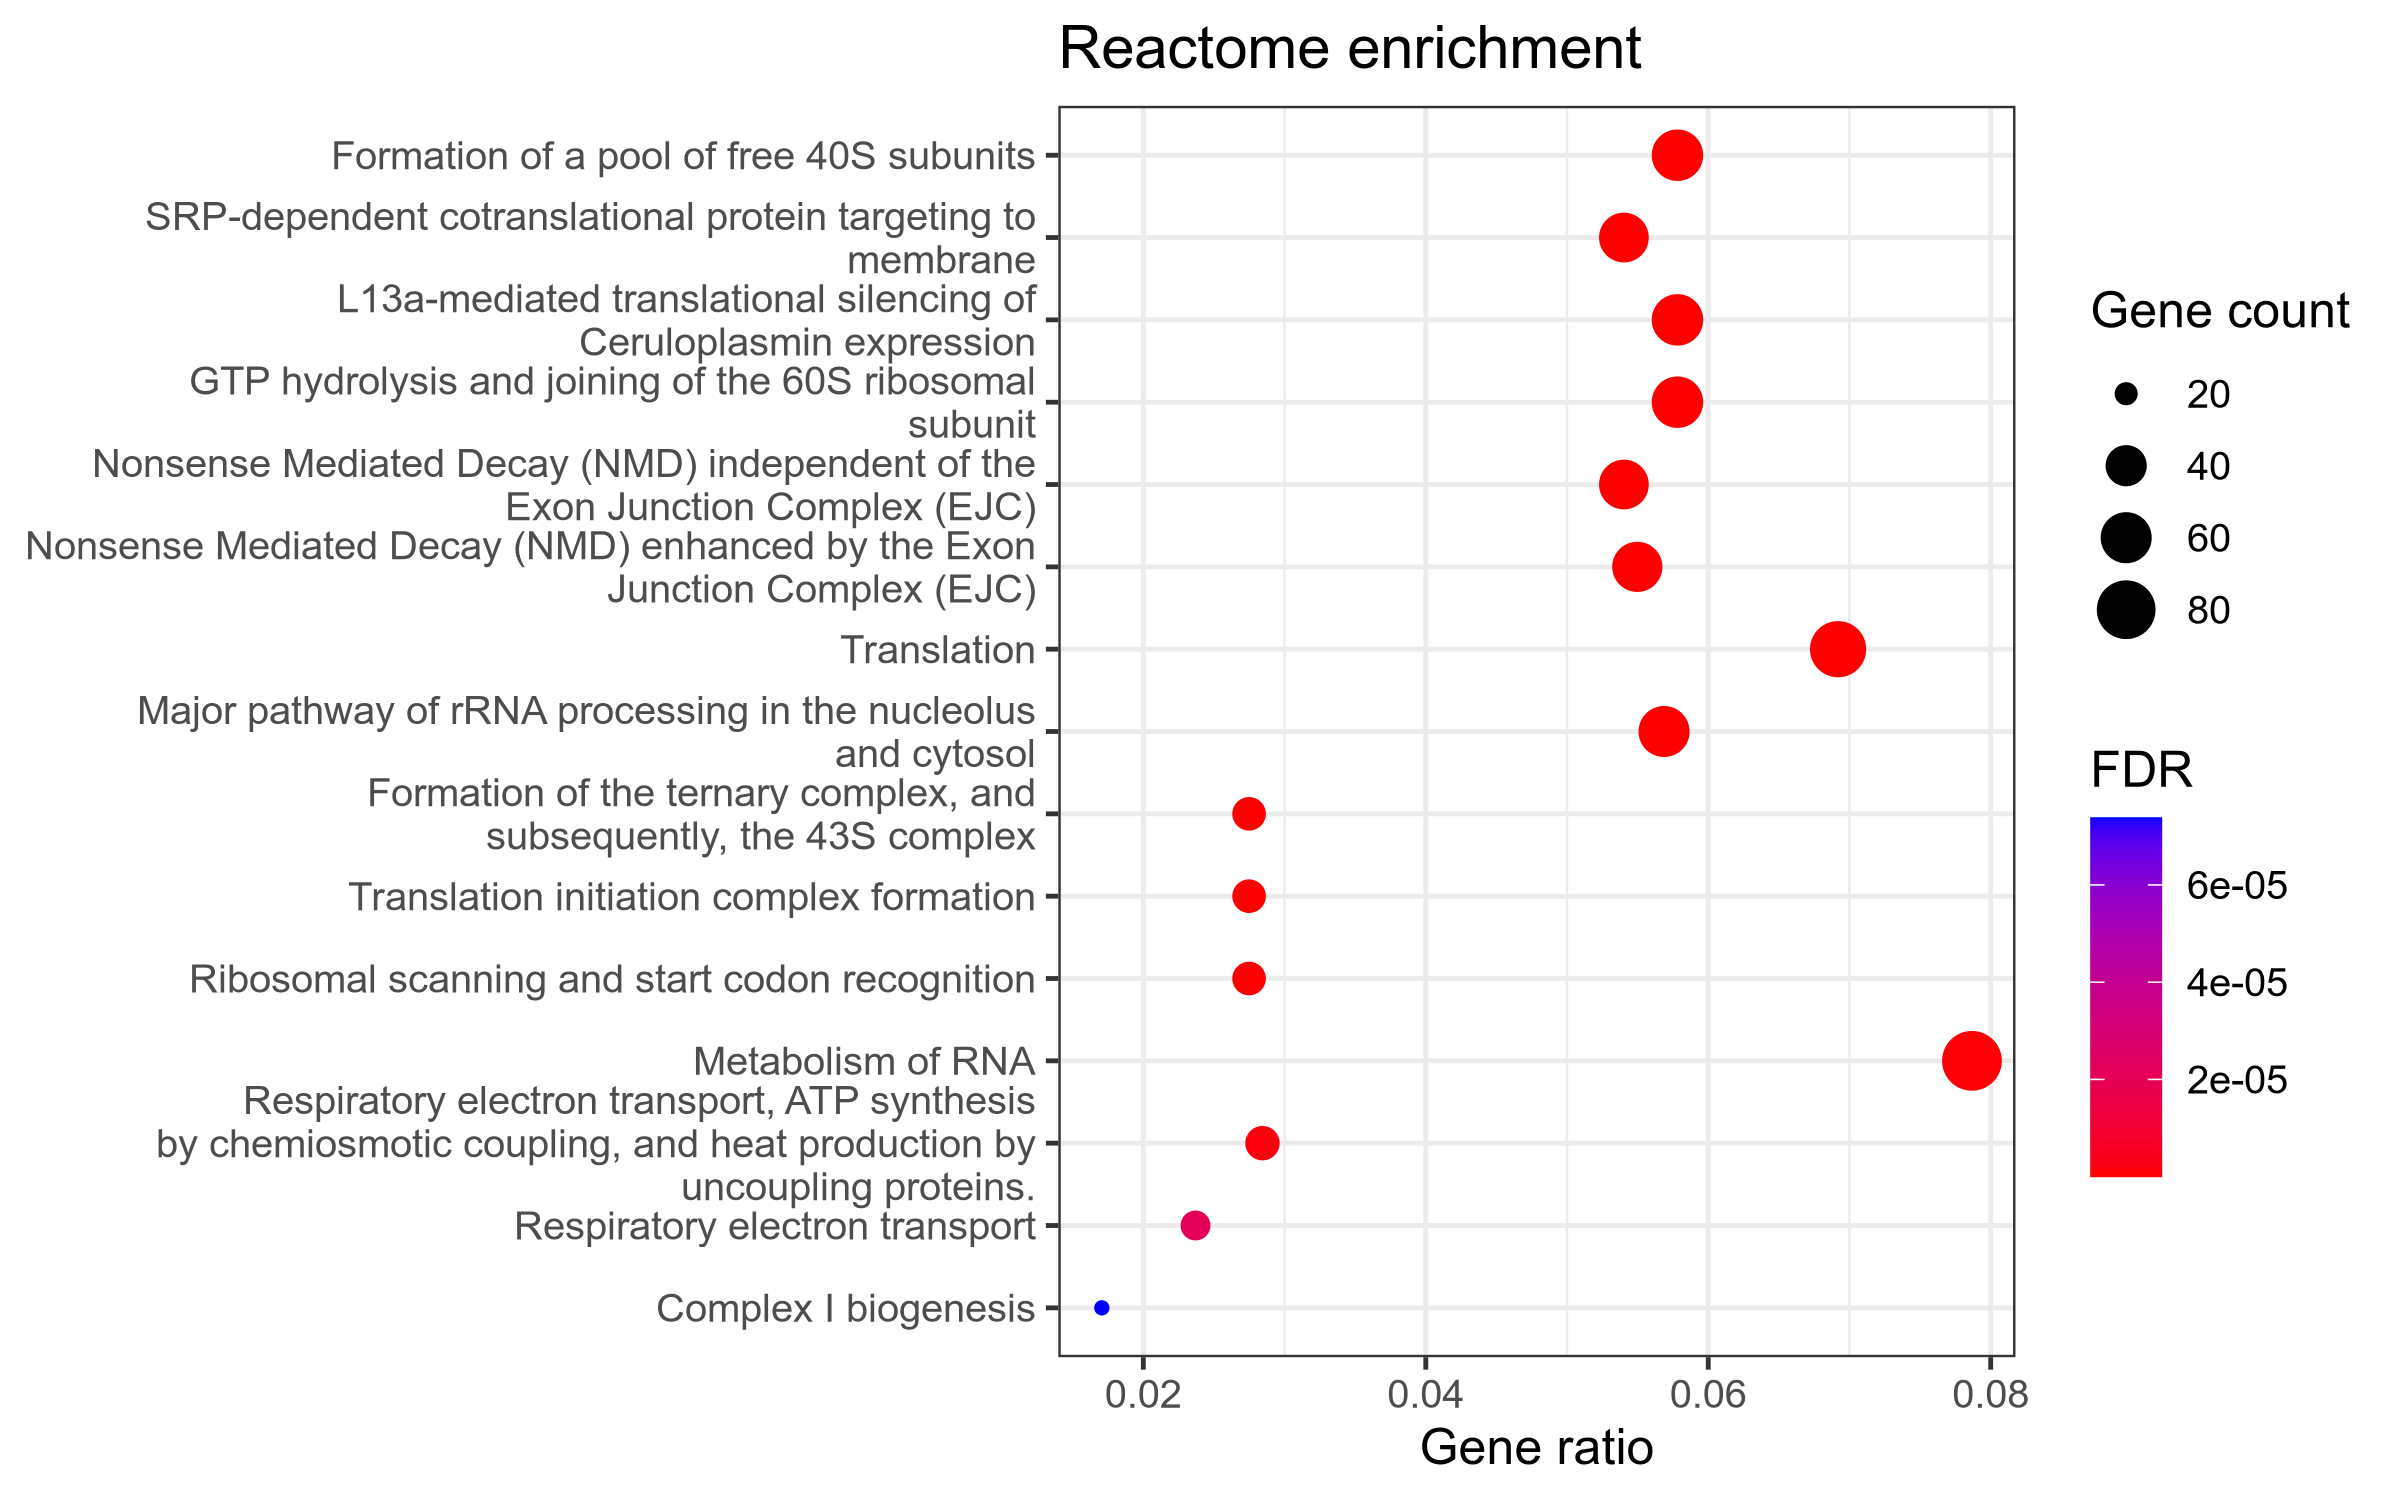 Reactome enrichment
Formation of a pool of free 40S subunits
SRP-dependent cotranslational protein targeting to
membrane
L13a-mediated translational silencing of
Ceruloplasmin expression
GTP hydrolysis and joining of the 60S ribosomal
subunit
Nonsense Mediated Decay (NMD) independent of the
Exon Junction Complex (EJC)
Nonsense Mediated Decay (NMD) enhanced by the Exon
Junction Complex (EJC)
Translation
Major pathway of rRNA processing in the nucleolus
and cytosol
Formation of the ternary complex, and
subsequently, the 43S complex
Translation initiation complex formation
Ribosomal scanning and start codon recognition
Metabolism of RNA
Respiratory electron transport, ATP synthesis
by chemiosmotic coupling, and heat production by
uncoupling proteins.
Respiratory electron transport
Complex I biogenesis
0.02
0.04
0.06
0.08
Gene ratio
Gene count
20
40
60
80
FDR
6e-05
4e-05
2e-05